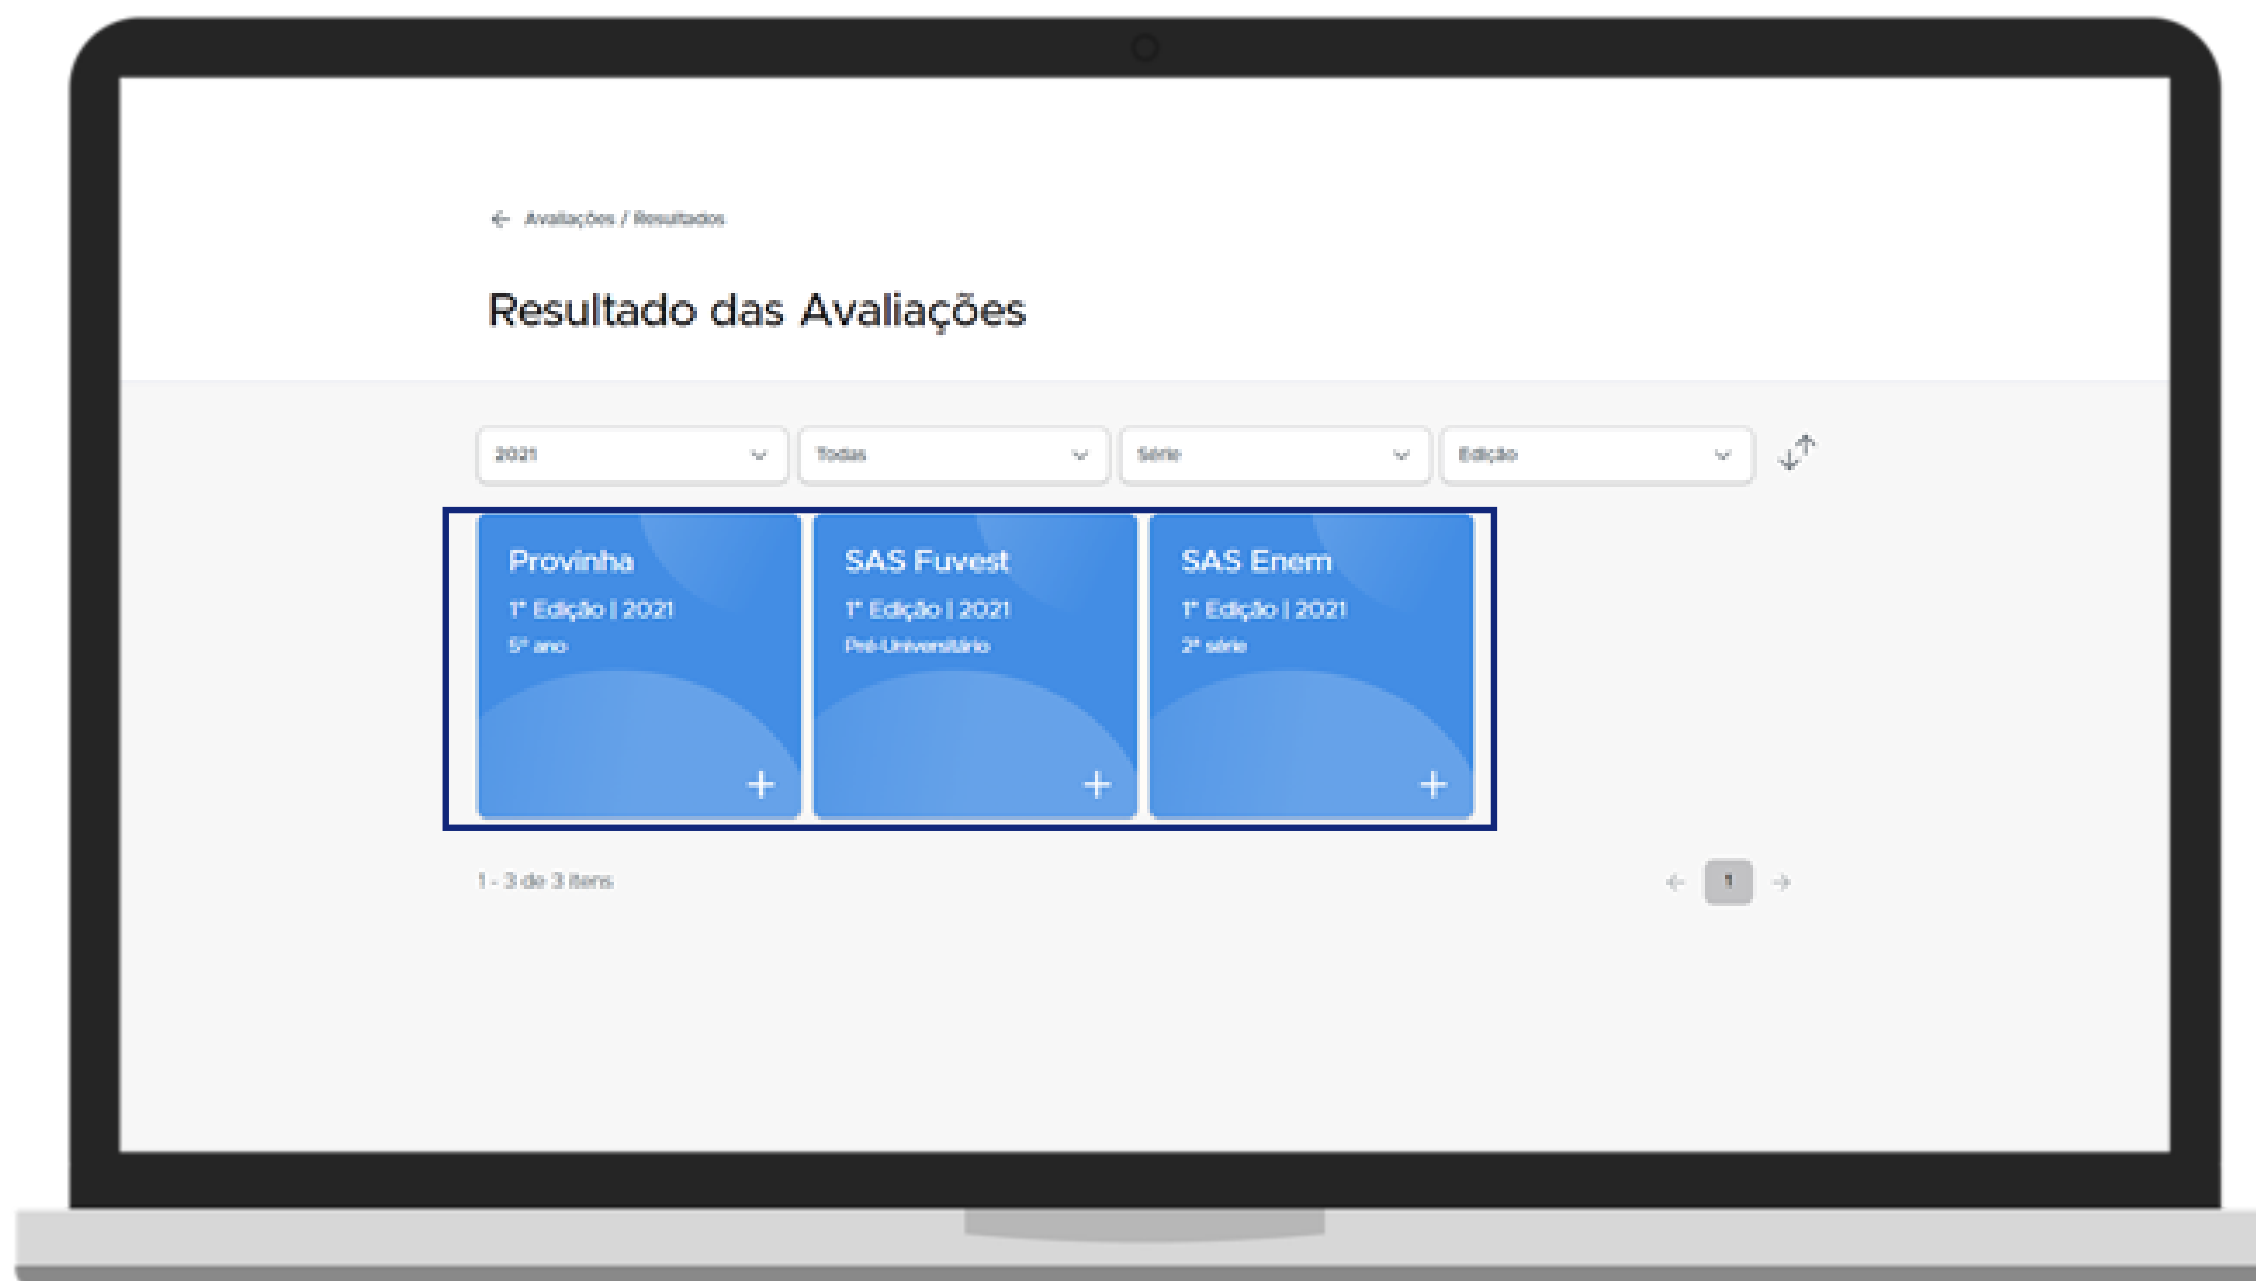 ← Avaliações / Resultados
Resultado das Avaliações
2021
Todas
Série
Edição
Provinha
1ª Edição | 2021
5º ano
SAS Fuvest
1ª Edição | 2021
Pré-Universitário
SAS Enem
1ª Edição | 2021
2ª série
1 - 3 de 3 itens
← 1 →